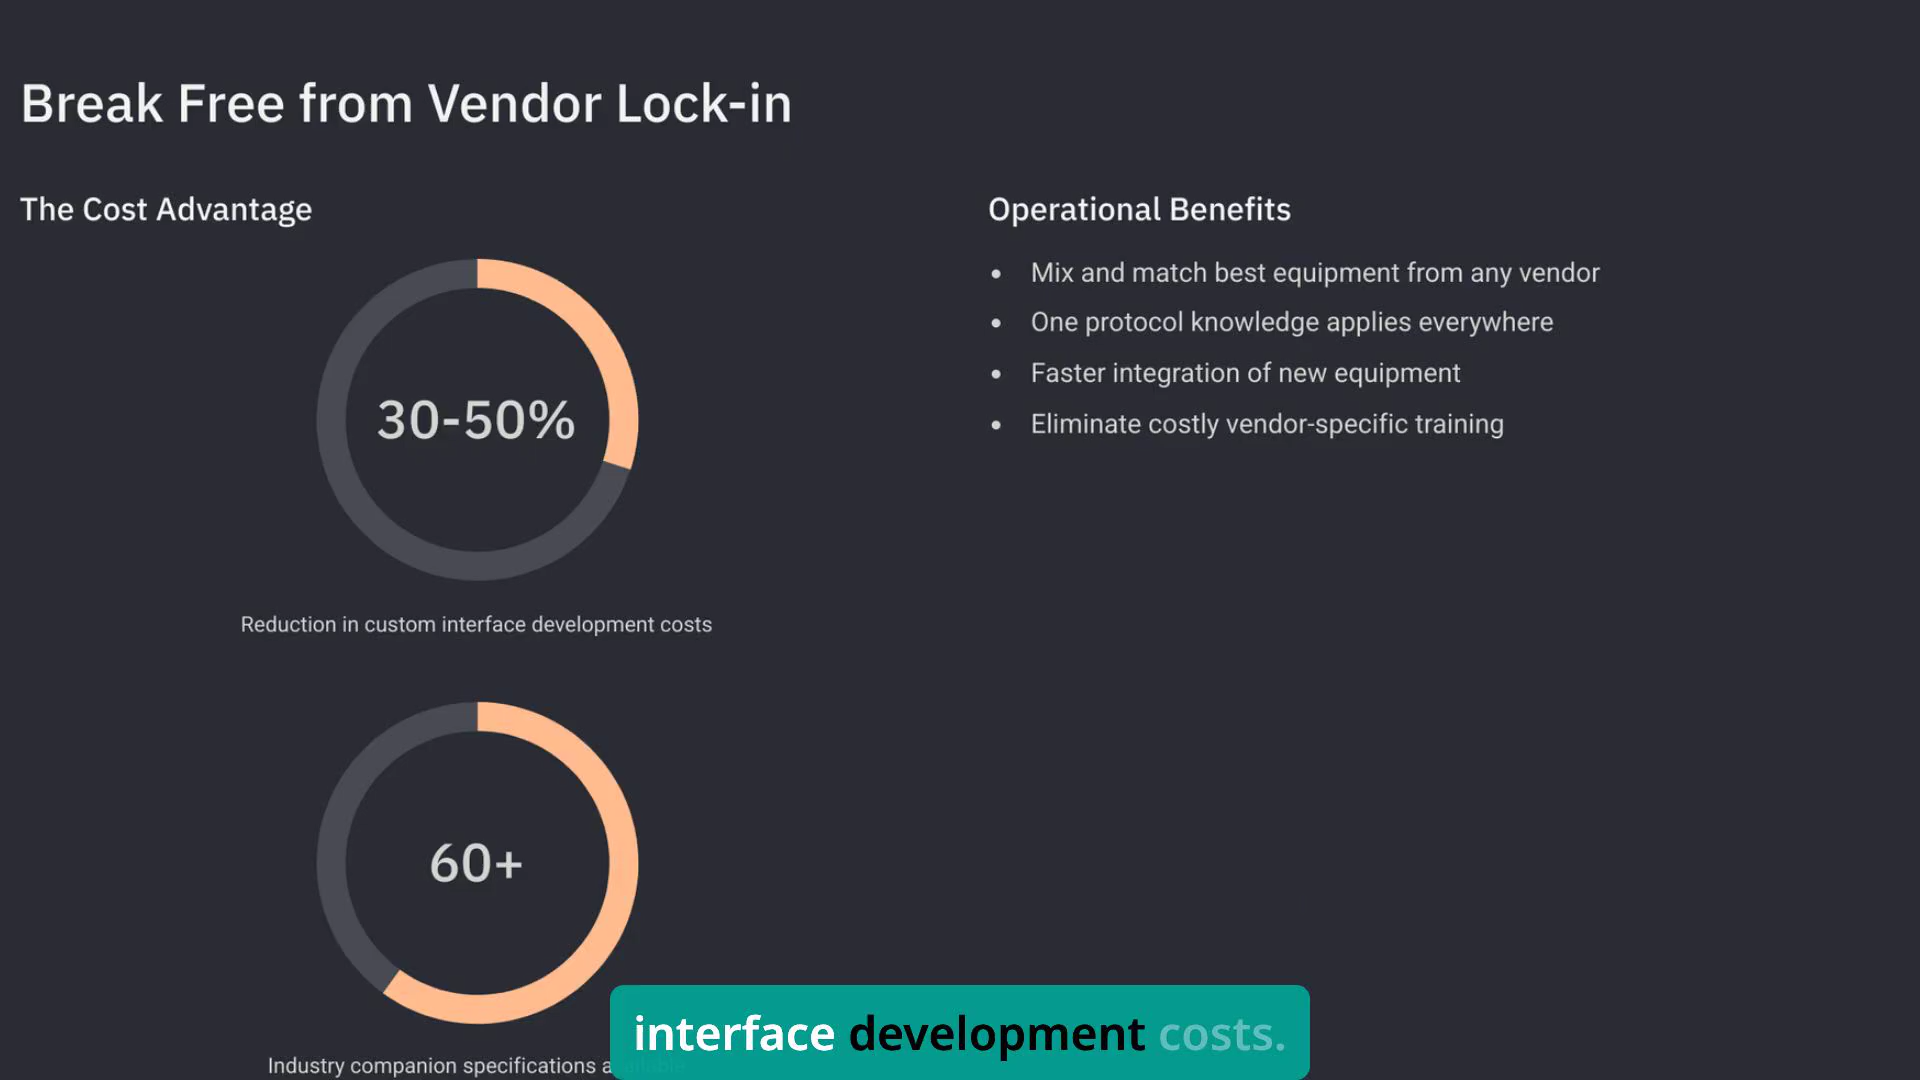 Break Free from Vendor Lock-in
The Cost Advantage
30-50%
Reduction in custom interface development costs
60+
Industry companion specifications available
Operational Benefits
• Mix and match best equipment from any vendor
• One protocol knowledge applies everywhere
• Faster integration of new equipment
• Eliminate costly vendor-specific training
interface development costs.